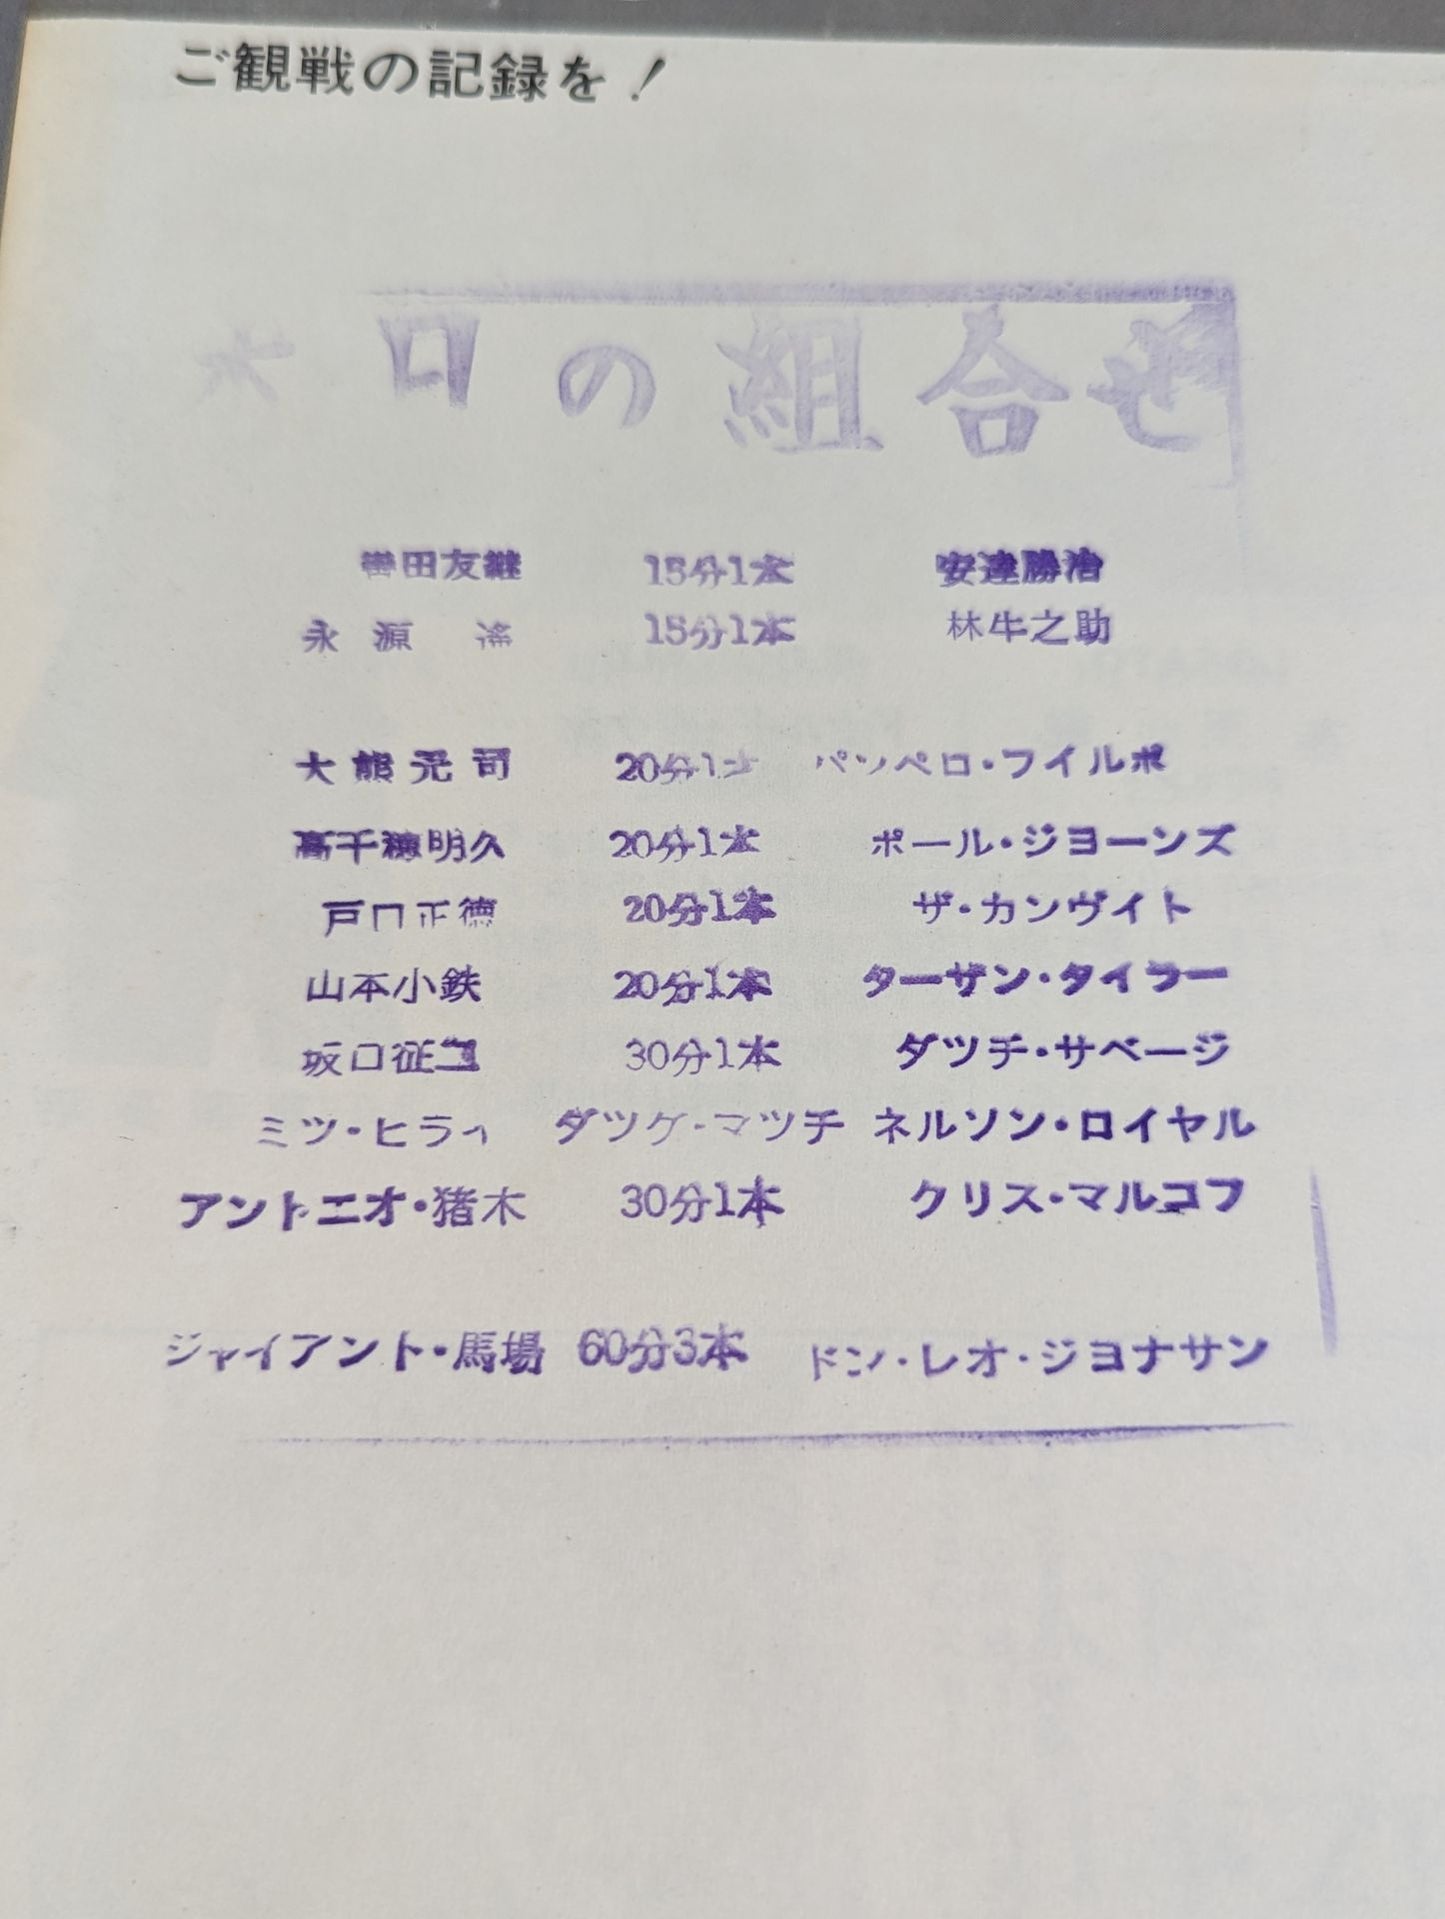 ご観戦の記録を!
本日の組合せ
轡田友継 15分1本 安達勝治
永源 遙 15分1本 林牛之助
大熊元司 20分1本 パンペロ・フイルポ
高千穂明久 20分1本 ポール・ジヨーンズ
戸口正徳 20分1本 ザ・カンヴイト
山本小鉄 20分1本 ターザン・タイラー
坂口征二 30分1本 ダツチ・サベージ
ミツ・ヒライ ダツグ・マツチ ネルソン・ロイヤル
アントニオ・猪木 30分1本 クリス・マルコフ
ジャイアント・馬場 60分3本 ドン・レオ・ジヨナサン